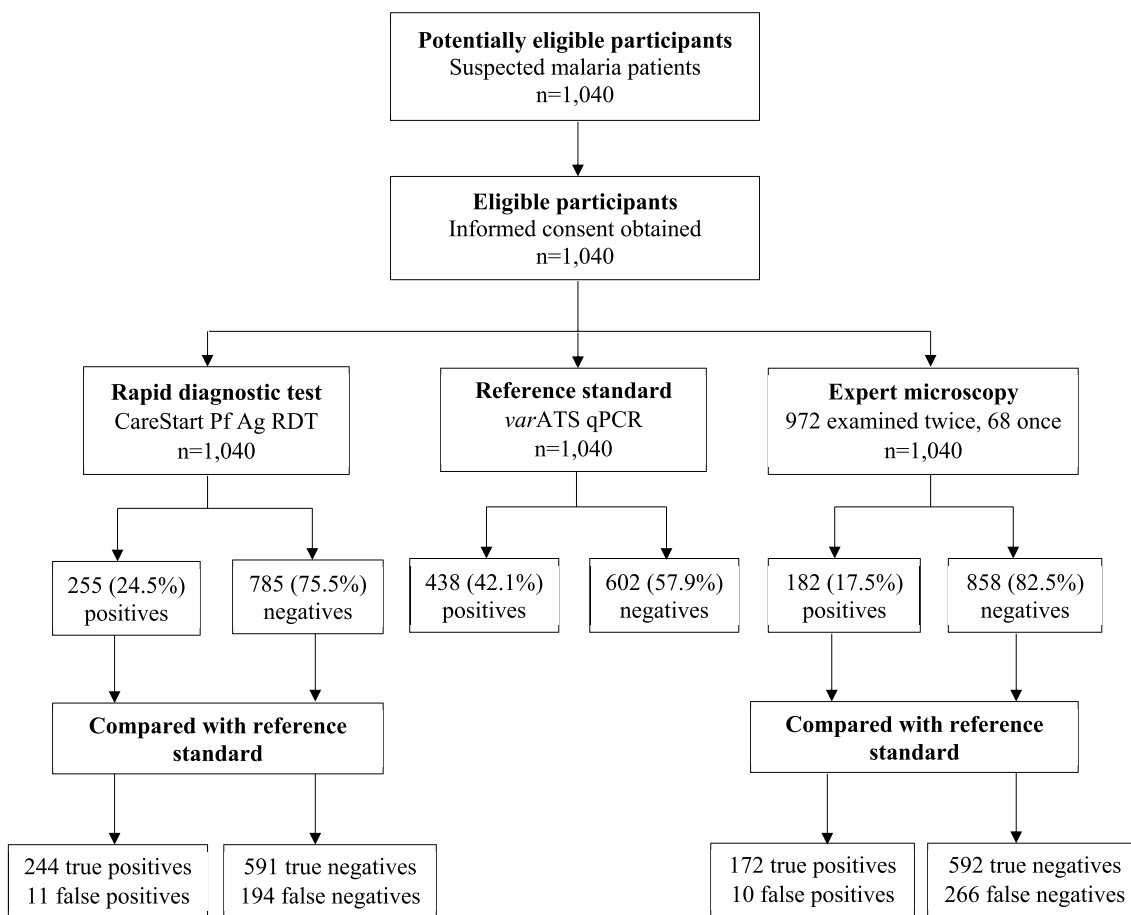 Potentially eligible participants
Suspected malaria patients
n=1,040
Eligible participants
Informed consent obtained
n=1,040
Rapid diagnostic test
CareStart Pf Ag RDT
n=1,040
Reference standard
varATS qPCR
n=1,040
Expert microscopy
972 examined twice, 68 once
n=1,040
255 (24.5%)
positives
785 (75.5%)
negatives
438 (42.1%)
positives
602 (57.9%)
negatives
182 (17.5%)
positives
858 (82.5%)
negatives
Compared with reference
standard
Compared with reference
standard
244 true positives
11 false positives
591 true negatives
194 false negatives
172 true positives
10 false positives
592 true negatives
266 false negatives